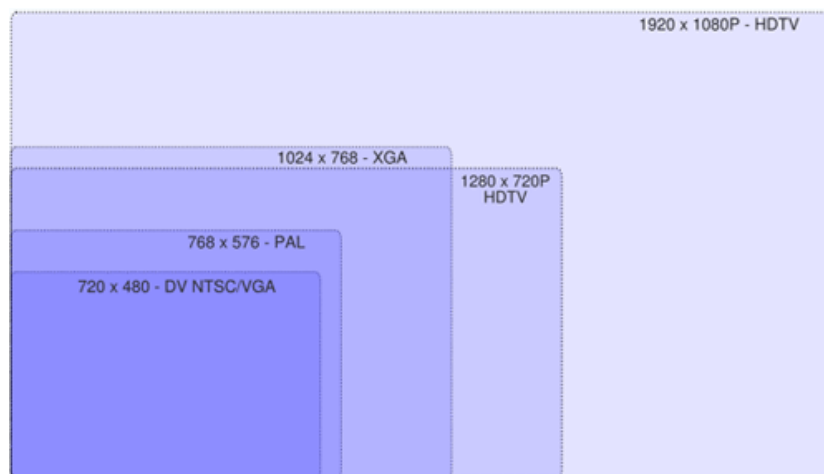 1920 x 1080P - HDTV
1024 x 768 - XGA
1280 x 720P
HDTV
768 x 576 - PAL
720 x 480 - DV NTSC/VGA